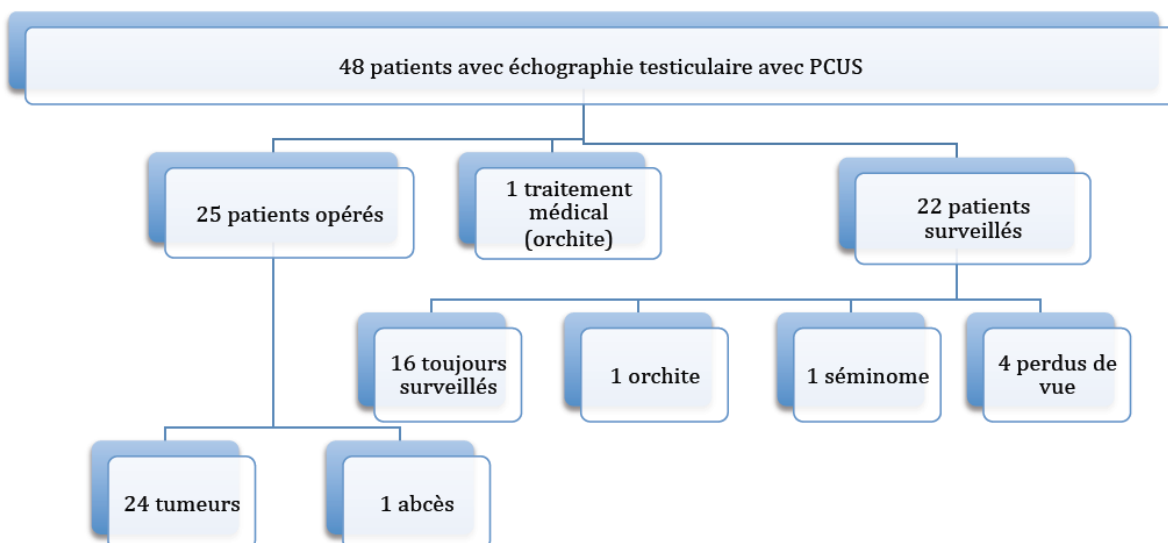 48 patients avec échographie testiculaire avec PCUS
25 patients opérés
1 traitement
médical
(orchite)
22 patients
surveillés
16 toujours
surveillés
1 orchite
1 séminome
4 perdus de
vue
24 tumeurs
1 abcès